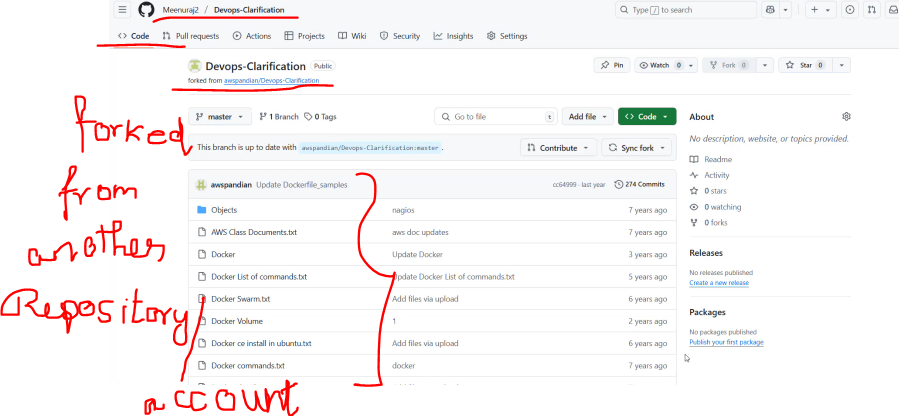 Meenuraj2 / Devops-Clarification
Type / to search
Code Pull requests Actions Projects Wiki Security Insights Settings
Devops-Clarification Public
forked from awspandian/Devops-Clarification
Pin Watch 0 Fork 0 Star 0
master 1 Branch 0 Tags Go to file t Add file Code
This branch is up to date with awspandian/Devops-Clarification:master .
Contribute Sync fork
awspandian Update Dockerfile_samples cc64999 · last year 274 Commits
Objects nagios 7 years ago
AWS Class Documents.txt aws doc updates 7 years ago
Docker Update Docker 3 years ago
Docker List of commands.txt Update Docker List of commands.txt 5 years ago
Docker Swarm.txt Add files via upload 6 years ago
Docker Volume 1 2 years ago
Docker ce install in ubuntu.txt Add files via upload 6 years ago
Docker commands.txt docker 7 years ago
About
No description, website, or topics provided.
Readme
Activity
0 stars
0 watching
0 forks
Releases
No releases published
Create a new release
Packages
No packages published
Publish your first package
forked
from
another
Repository
account